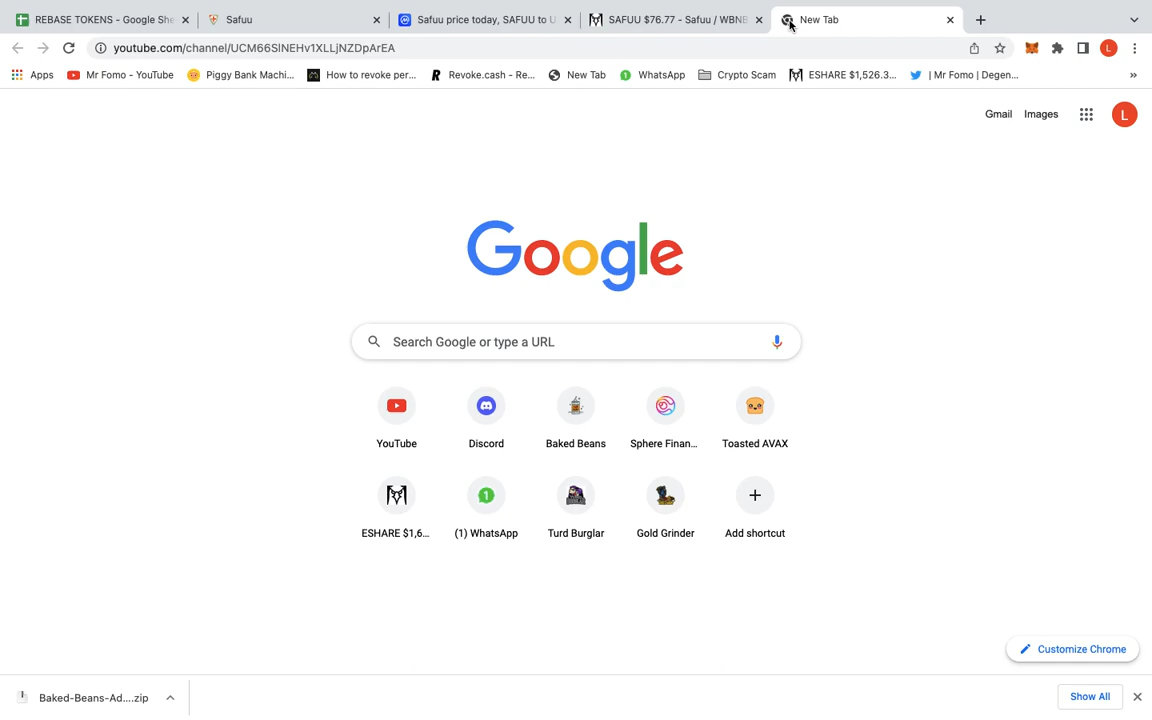 REBASE TOKENS - Google She
Safuu
Safuu price today, SAFUU to U
SAFUU $76.77 - Safuu / WBNB
New Tab
youtube.com/channel/UCM66SlNEHv1XLLjNZDpArEA
L
Apps
Mr Fomo - YouTube
Piggy Bank Machi...
How to revoke per...
Revoke.cash - Re...
New Tab
WhatsApp
Crypto Scam
ESHARE $1,526.3...
| Mr Fomo | Degen...
»
Gmail
Images
L
Google
Search Google or type a URL
YouTube
Discord
Baked Beans
Sphere Finan...
Toasted AVAX
1
ESHARE $1,6...
(1) WhatsApp
Turd Burglar
Gold Grinder
Add shortcut
Customize Chrome
Baked-Beans-Ad....zip
Show All